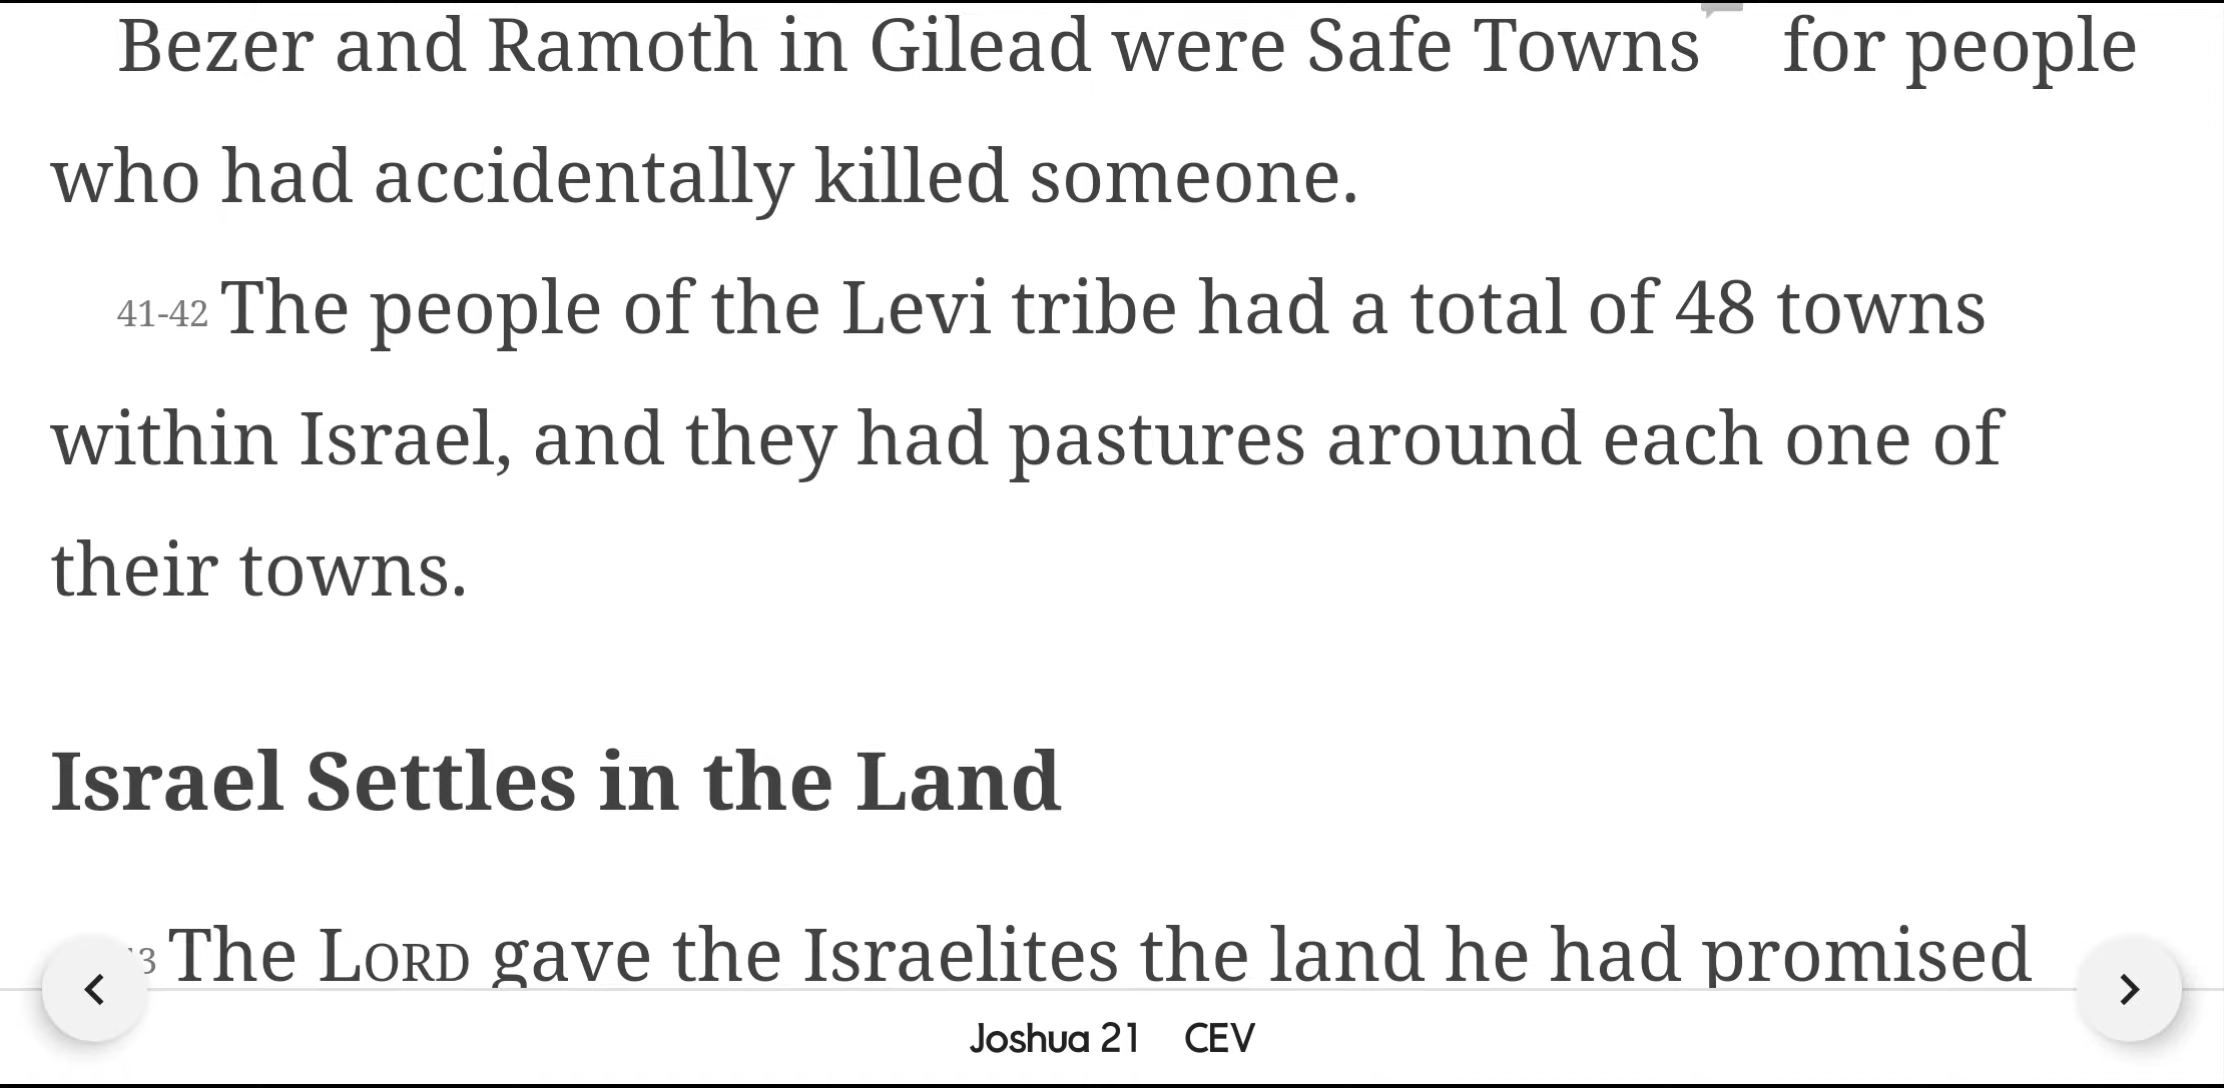 Bezer and Ramoth in Gilead were Safe Towns for people
who had accidentally killed someone.
41-42 The people of the Levi tribe had a total of 48 towns
within Israel, and they had pastures around each one of
their towns.
Israel Settles in the Land
3 The LORD gave the Israelites the land he had promised
Joshua 21 CEV